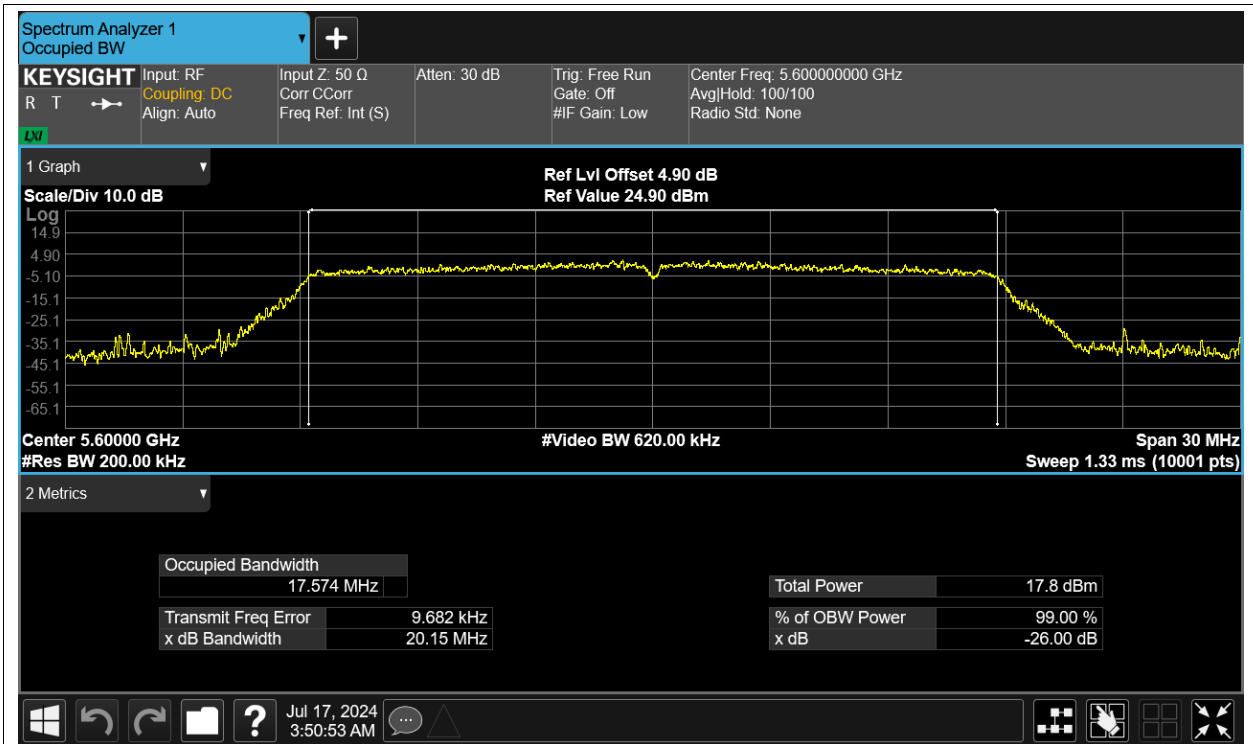 Spectrum Analyzer 1
Occupied BW
KEYSIGHT
R T
LXI
Input: RF
Coupling: DC
Align: Auto
Input Z: 50 Ω
Corr CCorr
Freq Ref: Int (S)
Atten: 30 dB
Trig: Free Run
Gate: Off
#IF Gain: Low
Center Freq: 5.600000000 GHz
Avg|Hold: 100/100
Radio Std: None
1 Graph
Scale/Div 10.0 dB
Ref Lvl Offset 4.90 dB
Ref Value 24.90 dBm
Log
14.9
4.90
-5.10
-15.1
-25.1
-35.1
-45.1
-55.1
-65.1
Center 5.60000 GHz
#Res BW 200.00 kHz
#Video BW 620.00 kHz
Span 30 MHz
Sweep 1.33 ms (10001 pts)
2 Metrics
Occupied Bandwidth
17.574 MHz
Transmit Freq Error 9.682 kHz
x dB Bandwidth 20.15 MHz
Total Power 17.8 dBm
% of OBW Power 99.00 %
x dB -26.00 dB
?
Jul 17, 2024
3:50:53 AM